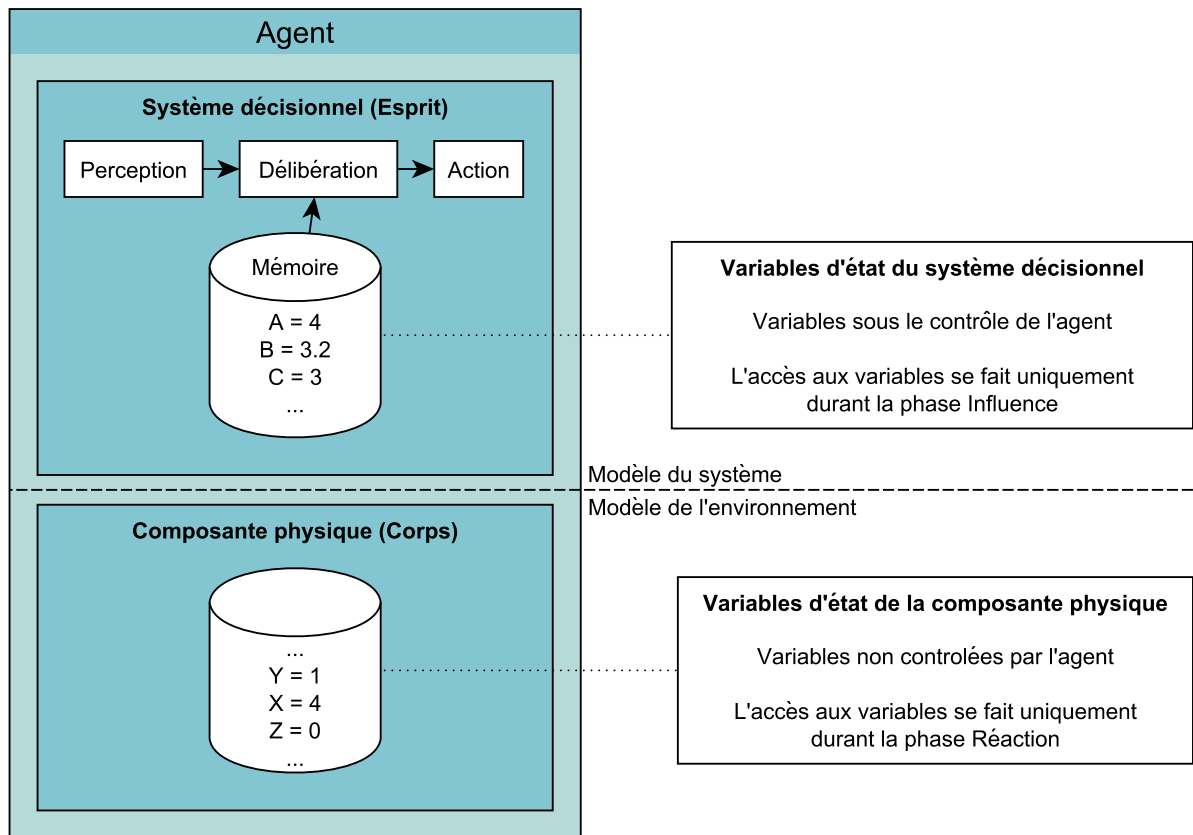 Agent
Système décisionnel (Esprit)
Perception
Délibération
Action
Mémoire
A = 4
B = 3.2
C = 3
...
Variables d'état du système décisionnel
Variables sous le contrôle de l'agent
L'accès aux variables se fait uniquement
durant la phase Influence
Modèle du système
Modèle de l'environnement
Composante physique (Corps)
...
Y = 1
X = 4
Z = 0
...
Variables d'état de la composante physique
Variables non controlées par l'agent
L'accès aux variables se fait uniquement
durant la phase Réaction